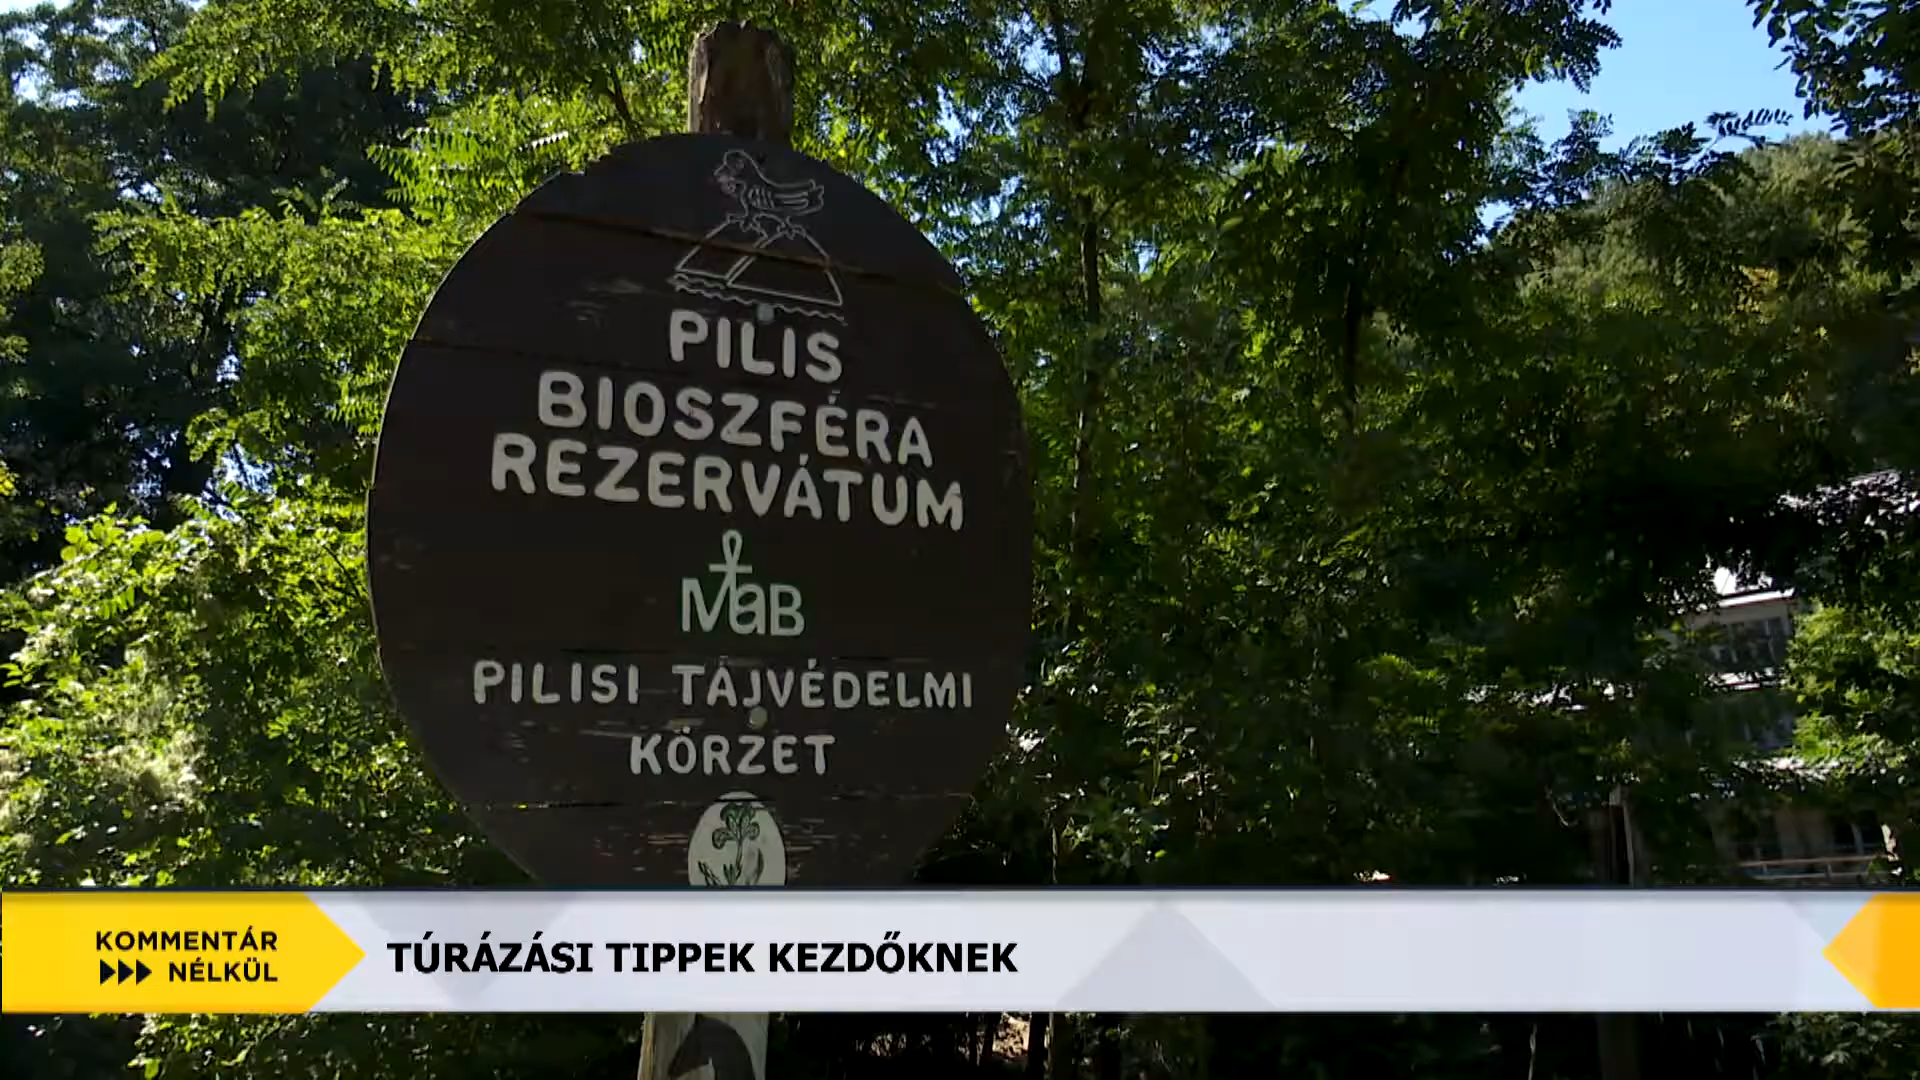 PILIS
BIOSZFÉRA
REZERVÁTUM
MaB
PILISI TÁJVÉDELMI
KÖRZET
KOMMENTÁR
NÉLKÜL
TÚRÁZÁSI TIPPEK KEZDŐKNEK